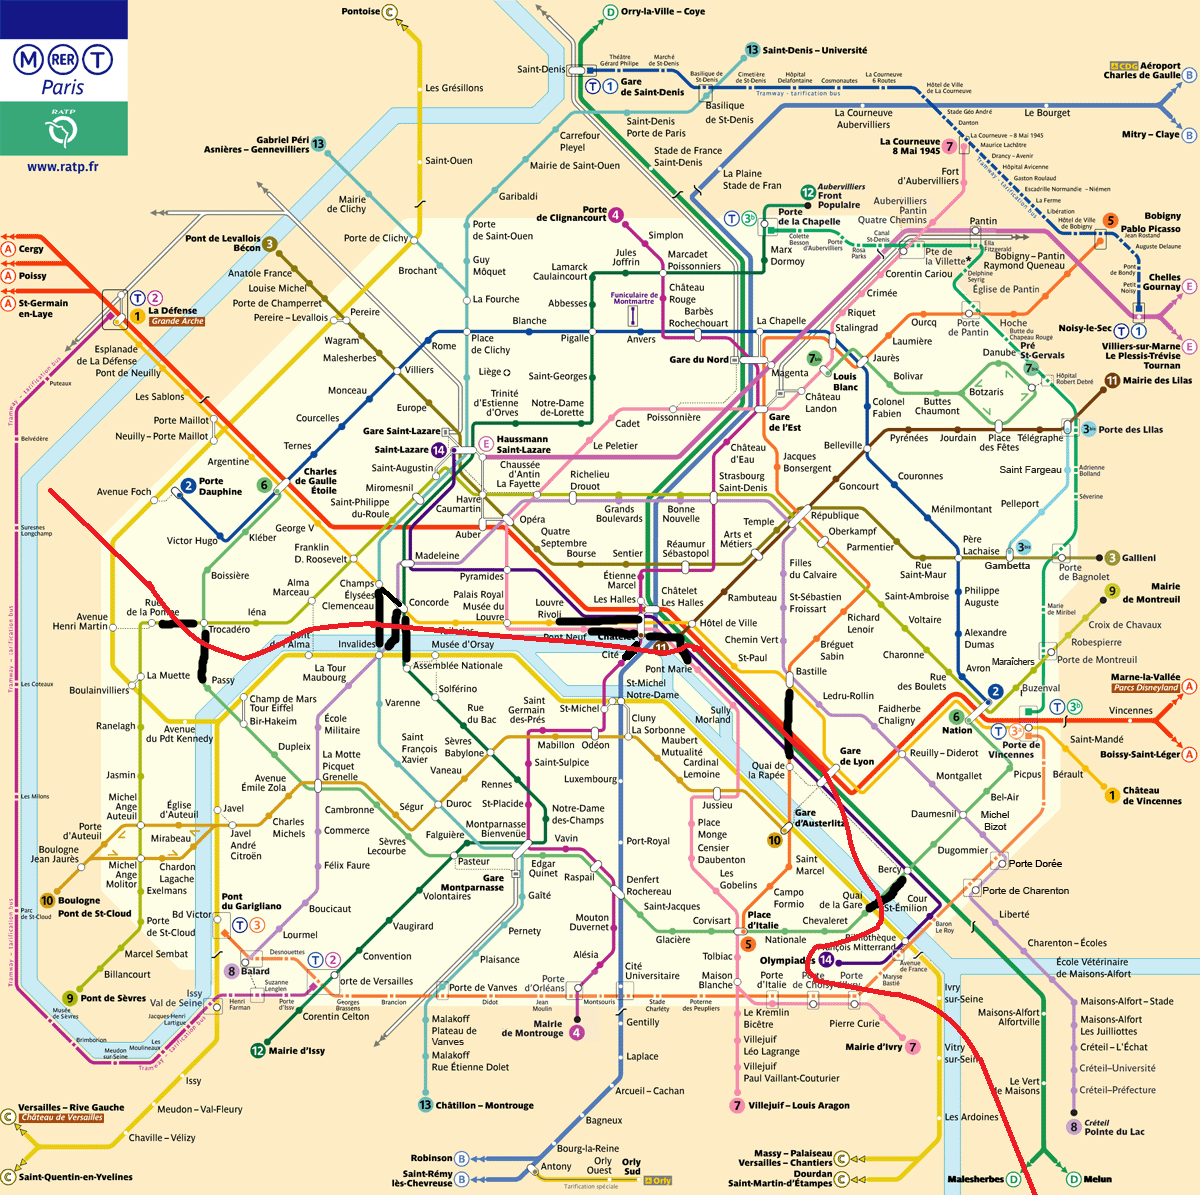 M RER T
Paris
RATP
www.ratp.fr
Pontoise C
D Orry-la-Ville – Coye
Les Grésillons
Saint-Ouen
Saint-Denis
Théâtre
Gérard Philipe
Marché
de St-Denis
T 1 Gare
de Saint-Denis
13 Saint-Denis – Université
Basilique de
St-Denis
Cimetière
de St-Denis
Hôpital
Delafontaine
Cosmonautes
La Courneuve
6 Routes
Hôtel de Ville
de La Courneuve
Tramway - tarification bus
Basilique
de St-Denis
CDG Aéroport
Charles de Gaulle B
Mitry – Claye B
Le Bourget
La Courneuve
Aubervilliers
Stade Géo André
Danton
La Courneuve – 8 Mai 1945
Maurice Lachâtre
Drancy – Avenir
Hôpital Avicenne
Gaston Roulaud
Escadrille Normandie – Niémen
La Ferme
Libération
Hôtel de Ville
de Bobigny
Saint-Denis
Porte de Paris
Carrefour
Pleyel
Mairie de Saint-Ouen
Stade de France
Saint-Denis
La Plaine
Stade de Fran
Gabriel Péri
Asnières – Gennevilliers 13
Mairie
de Clichy
Garibaldi
Porte
de Saint-Ouen
Porte de Clichy
Guy
Môquet
Brochant
La Fourche
Porte
de Clignancourt 4
Simplon
Jules
Joffrin
Marcadet
Poissonniers
Lamarck
Caulaincourt
Abbesses
Château
Rouge
Funiculaire de
Montmartre
Barbès
Rochechouart
12 Aubervilliers
Front
Populaire
T 3b Porte
de la Chapelle
Colette
Besson
Porte
d'Aubervilliers
Rosa
Parks
Canal
St-Denis
Marx
Dormoy
La Courneuve
8 Mai 1945 7
Fort
d'Aubervilliers
Aubervilliers
Pantin
Quatre Chemins
Pantin
Ella
Fitzgerald
Pte de
la Villette
Corentin Cariou
Delphine
Seyrig
Église de Pantin
Bobigny – Pantin
Raymond Queneau
5 Bobigny
Pablo Picasso
Jean Rostand
Auguste Delaune
Pont
de Bondy
Petit
Noisy
Noisy-le-Sec T 1
Chelles
Gournay E
Villiers-sur-Marne
Le Plessis-Trévise
Tournan E
Crimée
Riquet
Stalingrad
Ourcq
Laumière
Porte
de Pantin
Hoche
Butte du
Chapeau Rouge
Jaurès
Bolivar
Danube
Pré
St-Gervais
7bis
Hôpital
Robert Debré
Botzaris
Buttes
Chaumont
7bis
Louis
Blanc
Château
Landon
La Chapelle
Gare du Nord
Magenta
Gare
de l'Est
Colonel
Fabien
Belleville
Pyrénées
Jourdain
Place
des Fêtes
Télégraphe
11 Mairie des Lilas
3bis Porte des Lilas
Saint Fargeau
Pelleport
Adrienne
Bolland
Séverine
Pont de Levallois
Bécon 3
Anatole France
Louise Michel
Porte de Champerret
Pereire – Levallois
Pereire
Wagram
Malesherbes
Villiers
Monceau
Courcelles
Ternes
Rome
Place
de Clichy
Blanche
Pigalle
Anvers
Liège
Europe
Trinité
d'Estienne
d'Orves
Saint-Georges
Notre-Dame
de-Lorette
Cadet
Poissonnière
Le Peletier
Château
d'Eau
Jacques
Bonsergent
Goncourt
Couronnes
Ménilmontant
A Cergy
A Poissy
A St-Germain
en-Laye
T 2
1 La Défense
Grande Arche
Esplanade
de La Défense
Pont de Neuilly
Les Sablons
Porte Maillot
Neuilly – Porte Maillot
Argentine
Charles
de Gaulle
Étoile
6
2 Porte
Dauphine
Avenue Foch
Victor Hugo
Kléber
Boissière
Tramway - tarification bus
Puteaux
Belvédère
Suresnes
Longchamp
Les Coteaux
Les Milons
Parc
de St-Cloud
Gare Saint-Lazare
Saint-Lazare 14
E Haussmann
Saint-Lazare
Saint-Augustin
Miromesnil
Saint-Philippe
du-Roule
George V
Franklin
D. Roosevelt
Chaussée
d'Antin
La Fayette
Havre
Caumartin
Auber
Opéra
Richelieu
Drouot
Grands
Boulevards
Bonne
Nouvelle
Strasbourg
Saint-Denis
Quatre
Septembre
Bourse
Sentier
Réaumur
Sébastopol
Arts et
Métiers
Temple
République
Oberkampf
Parmentier
Rue
Saint-Maur
Père
Lachaise
3bis
Gambetta
3 Gallieni
Porte
de Bagnolet
9 Mairie
de Montreuil
Croix de Chavaux
Robespierre
Porte de Montreuil
Marie
de Miribel
Maraîchers
Buzenval
Philippe
Auguste
Alexandre
Dumas
Avron
Madeleine
Pyramides
Palais Royal
Musée du
Louvre
Louvre
Rivoli
Étienne
Marcel
Les Halles
Châtelet
Les Halles
Rambuteau
Hôtel de Ville
Filles
du Calvaire
St-Sébastien
Froissart
Chemin Vert
Saint-Ambroise
Richard
Lenoir
Voltaire
Charonne
Bréguet
Sabin
Rue
des Boulets
Champs
Élysées
Clemenceau
Concorde
Alma
Marceau
Iéna
Rue
de la Pompe
Trocadéro
Avenue
Henri Martin
Invalides
Musée d'Orsay
Assemblée Nationale
Pont Neuf
Châtelet
11
Cité
Pont Marie
St-Paul
Bastille
St-Michel
Notre-Dame
Sully
Morland
Ledru-Rollin
Faidherbe
Chaligny
2
6
Nation
T 3b
T 3a
Porte de
Vincennes
Marne-la-Vallée
Parcs Disneyland A
Vincennes
Boissy-Saint-Léger A
Saint-Mandé
Bérault
1 Château
de Vincennes
Reuilly – Diderot
Montgallet
Picpus
Bel-Air
Daumesnil
Michel
Bizot
Dugommier
Porte Dorée
Porte de Charenton
Liberté
Charenton – Écoles
École Vétérinaire
de Maisons-Alfort
Maisons-Alfort – Stade
Maisons-Alfort
Les Juilliottes
Créteil – L'Échat
Créteil–Université
Créteil–Préfecture
8 Créteil
Pointe du Lac
La Muette
Boulainvilliers
Passy
Ranelagh
Avenue
du Pdt Kennedy
Champ de Mars
Tour Eiffel
Bir-Hakeim
La Tour
Maubourg
École
Militaire
Varenne
Solférino
Rue
du Bac
Dupleix
La Motte
Picquet
Grenelle
Avenue
Émile Zola
Saint
François
Xavier
Sèvres
Babylone
Vaneau
Saint
Germain
des-Prés
Mabillon
Odéon
St-Michel
Cluny
La Sorbonne
Maubert
Mutualité
Cardinal
Lemoine
Jussieu
Saint-Sulpice
Rennes
St-Placide
Luxembourg
Notre-Dame
des-Champs
Montparnasse
Bienvenüe
Vavin
Port-Royal
Place
Monge
Censier
Daubenton
Les
Gobelins
Quai de
la Rapée
Gare
de Lyon
Gare
d'Austerlitz
10
Saint
Marcel
Campo
Formio
Bercy
Cour
St-Émilion
Quai
de la Gare
Chevaleret
Jasmin
Michel
Ange
Auteuil
Église
d'Auteuil
Porte
d'Auteuil
Boulogne
Jean Jaurès
Mirabeau
Michel
Ange
Molitor
Chardon
Lagache
Exelmans
Javel
Javel
André
Citroën
Charles
Michels
10 Boulogne
Pont de St-Cloud
Porte
de St-Cloud
Marcel Sembat
Billancourt
9 Pont de Sèvres
Cambronne
Commerce
Félix Faure
Boucicaut
Lourmel
Ségur
Duroc
Sèvres
Lecourbe
Falguière
Pasteur
Volontaires
Vaugirard
Convention
Porte de Versailles
Corentin Celton
12 Mairie d'Issy
Gare
Montparnasse
Edgar
Quinet
Gaîté
Pernety
Plaisance
Raspail
Denfert
Rochereau
Saint-Jacques
Mouton
Duvernet
Alésia
Glacière
Corvisart
Place
d'Italie
5
Nationale
Tolbiac
Maison
Blanche
Olympiades 14
Maryse
Bastié
Avenue
de France
Baron
Le Roy
Pont
du Garigliano
Bd Victor
T 3
8
Balard
Desnouettes
T 2
Suzanne
Lenglen
Porte
d'Issy
Henri
Farman
Issy
Val de Seine
Jacques-Henri
Lartigue
Les
Moulineaux
Meudon
sur-Seine
Brimborion
Musée
de Sèvres
Tramway - tarification bus
Georges
Brassens
Brancion
Porte de Vanves
Didot
Jean
Moulin
Porte
d'Orléans
Montsouris
Cité
Universitaire
Stade
Charléty
Poterne
des Peupliers
Porte
d'Italie
Porte
de Choisy
Porte
d'Ivry
Malakoff
Plateau de
Vanves
Malakoff
Rue Étienne Dolet
13 Châtillon – Montrouge
Mairie
de Montrouge
4
Gentilly
Laplace
Arcueil – Cachan
Bagneux
Bourg-la-Reine
Le Kremlin
Bicêtre
Villejuif
Léo Lagrange
Villejuif
Paul Vaillant-Couturier
7 Villejuif – Louis Aragon
Pierre Curie
Mairie d'Ivry 7
Ivry
sur-Seine
Vitry
sur-Seine
Les Ardoines
Maisons-Alfort
Alfortville
Le Vert
de Maisons
Issy
Meudon – Val-Fleury
Chaville – Vélizy
C Versailles – Rive Gauche
Château de Versailles
C Saint-Quentin-en-Yvelines
Robinson B
Saint-Rémy
lès-Chevreuse B
Antony
Orly
Ouest
Orly
Sud
Orly
Tarification spéciale
Massy – Palaiseau
Versailles – Chantiers C
Dourdan
Saint-Martin d'Étampes C
Malesherbes D
D Melun